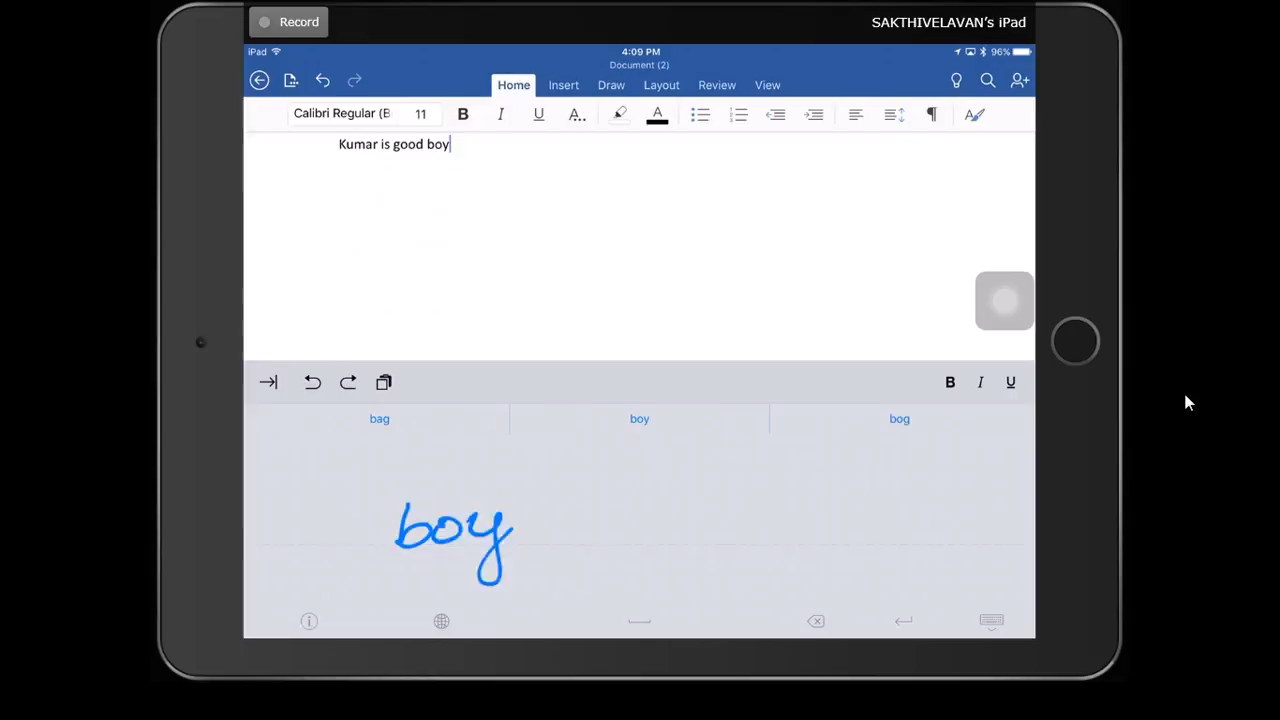 Record
SAKTHIVELAVAN's iPad
iPad
4:09 PM
96%
Document (2)
Home Insert Draw Layout Review View
Calibri Regular (B 11 B I U A.. A
Kumar is good boy
B I U
bag boy bog
boy